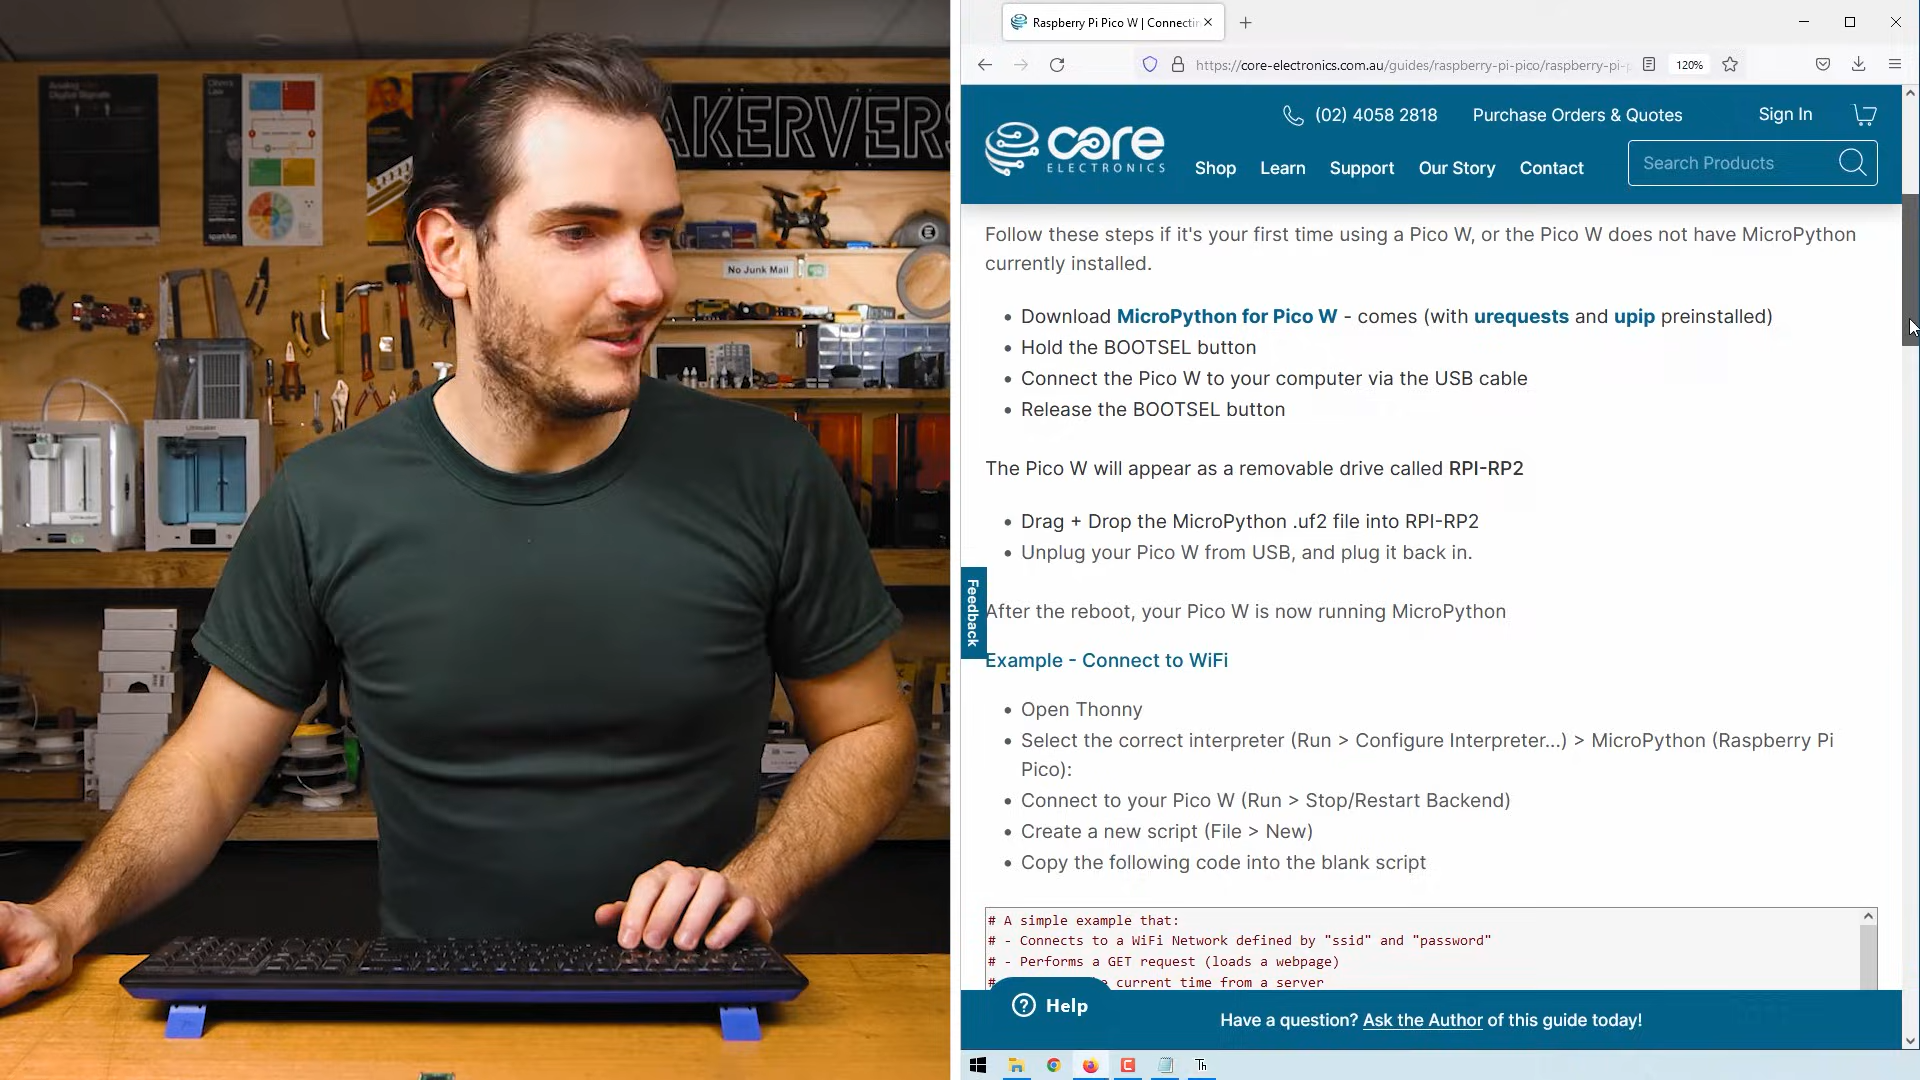 AKERVERS
Analog
Digital Signals
Ohm's
Law
sparkfun
No Junk Mail
Ultimaker
Ultimaker
Raspberry Pi Pico W | Connectin
https://core-electronics.com.au/guides/raspberry-pi-pico/raspberry-pi-p
120%
(02) 4058 2818
Purchase Orders & Quotes
Sign In
core
ELECTRONICS
Shop
Learn
Support
Our Story
Contact
Search Products
Follow these steps if it's your first time using a Pico W, or the Pico W does not have MicroPython
currently installed.
• Download MicroPython for Pico W - comes (with urequests and upip preinstalled)
• Hold the BOOTSEL button
• Connect the Pico W to your computer via the USB cable
• Release the BOOTSEL button
The Pico W will appear as a removable drive called RPI-RP2
• Drag + Drop the MicroPython .uf2 file into RPI-RP2
• Unplug your Pico W from USB, and plug it back in.
Feedback
After the reboot, your Pico W is now running MicroPython
Example - Connect to WiFi
• Open Thonny
• Select the correct interpreter (Run > Configure Interpreter...) > MicroPython (Raspberry Pi
Pico):
• Connect to your Pico W (Run > Stop/Restart Backend)
• Create a new script (File > New)
• Copy the following code into the blank script
# A simple example that:
# - Connects to a WiFi Network defined by "ssid" and "password"
# - Performs a GET request (loads a webpage)
# current time from a server
Help
Have a question? Ask the Author of this guide today!
Th